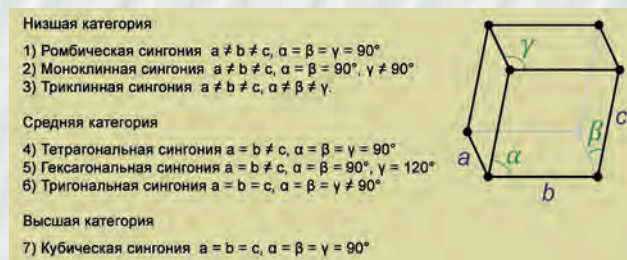 Низшая категория
1) Ромбическая сингония a ≠ b ≠ c, α = β = γ = 90°
2) Моноклинная сингония a ≠ b ≠ c, α = β = 90°, γ ≠ 90°
3) Триклинная сингония a ≠ b ≠ c, α ≠ β ≠ γ.
Средняя категория
4) Тетрагональная сингония a = b ≠ c, α = β = γ = 90°
5) Гексагональная сингония a = b ≠ c, α = β = 90°, γ = 120°
6) Тригональная сингония a = b = c, α = β = γ ≠ 90°
Высшая категория
7) Кубическая сингония a = b = c, α = β = γ = 90°
γ
c
β
a
α
b